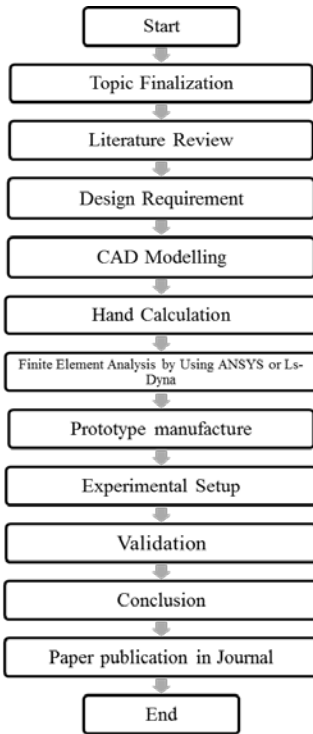 Start
Topic Finalization
Literature Review
Design Requirement
CAD Modelling
Hand Calculation
Finite Element Analysis by Using ANSYS or Ls-
Dyna
Prototype manufacture
Experimental Setup
Validation
Conclusion
Paper publication in Journal
End